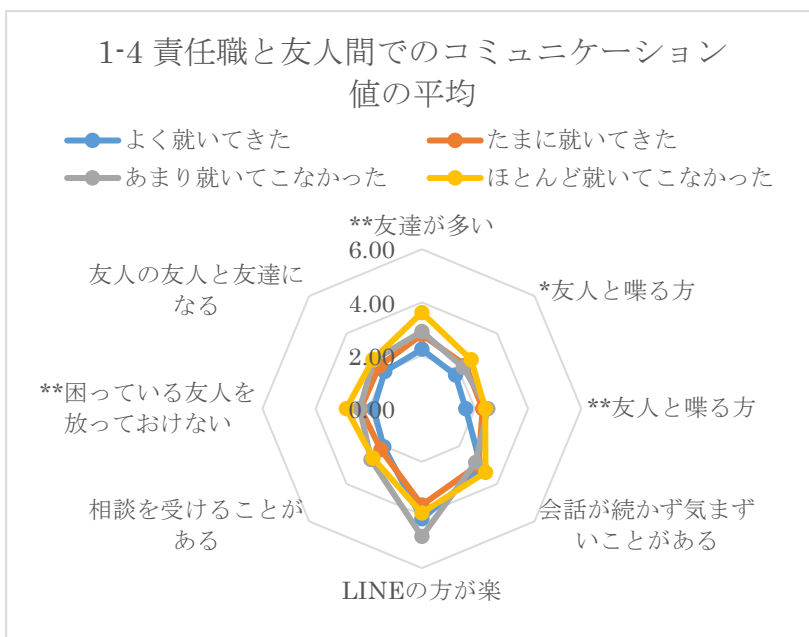 1-4 責任職と友人間でのコミュニケーション
値の平均
よく就いてきた
たまに就いてきた
あまり就いてこなかった
ほとんど就いてこなかった
**友達が多い
6.00
友人の友人と友達に
なる
*友人と喋る方
4.00
2.00
**困っている友人を
放っておけない
0.00
**友人と喋る方
相談を受けることが
ある
会話が続かず気まず
いことがある
LINEの方が楽